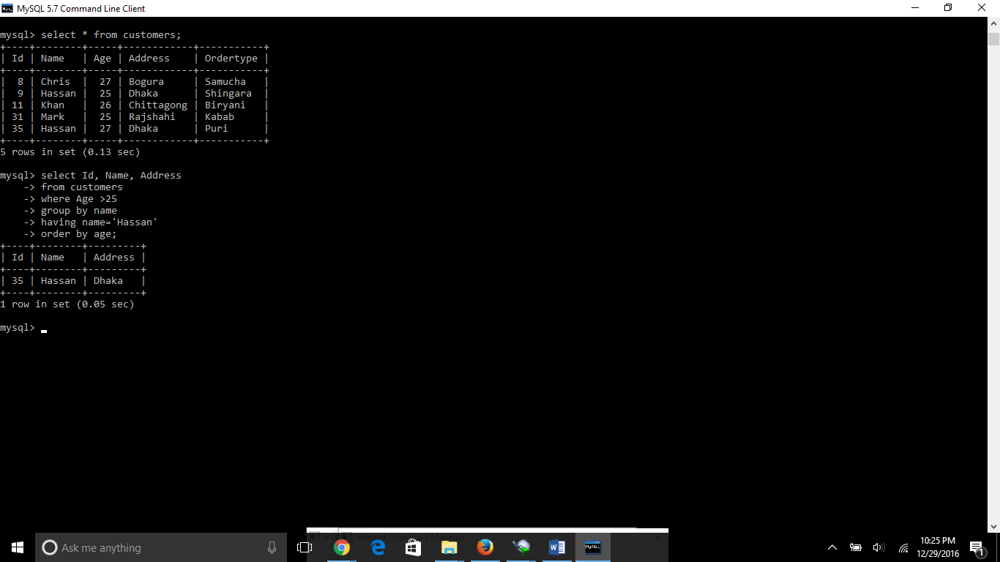 MySQL 5.7 Command Line Client
mysql> select * from customers;
+----+--------+-----+------------+-----------+
| Id | Name   | Age | Address    | Ordertype |
+----+--------+-----+------------+-----------+
|  8 | Chris  |  27 | Bogura     | Samucha   |
|  9 | Hassan |  25 | Dhaka      | Shingara  |
| 11 | Khan   |  26 | Chittagong | Biryani   |
| 31 | Mark   |  25 | Rajshahi   | Kabab     |
| 35 | Hassan |  27 | Dhaka      | Puri      |
+----+--------+-----+------------+-----------+
5 rows in set (0.13 sec)
mysql> select Id, Name, Address
    -> from customers
    -> where Age >25
    -> group by name
    -> having name='Hassan'
    -> order by age;
+----+--------+---------+
| Id | Name   | Address |
+----+--------+---------+
| 35 | Hassan | Dhaka   |
+----+--------+---------+
1 row in set (0.05 sec)
mysql>
Internet Download Manager
Ask me anything
10:25 PM
12/29/2016
1